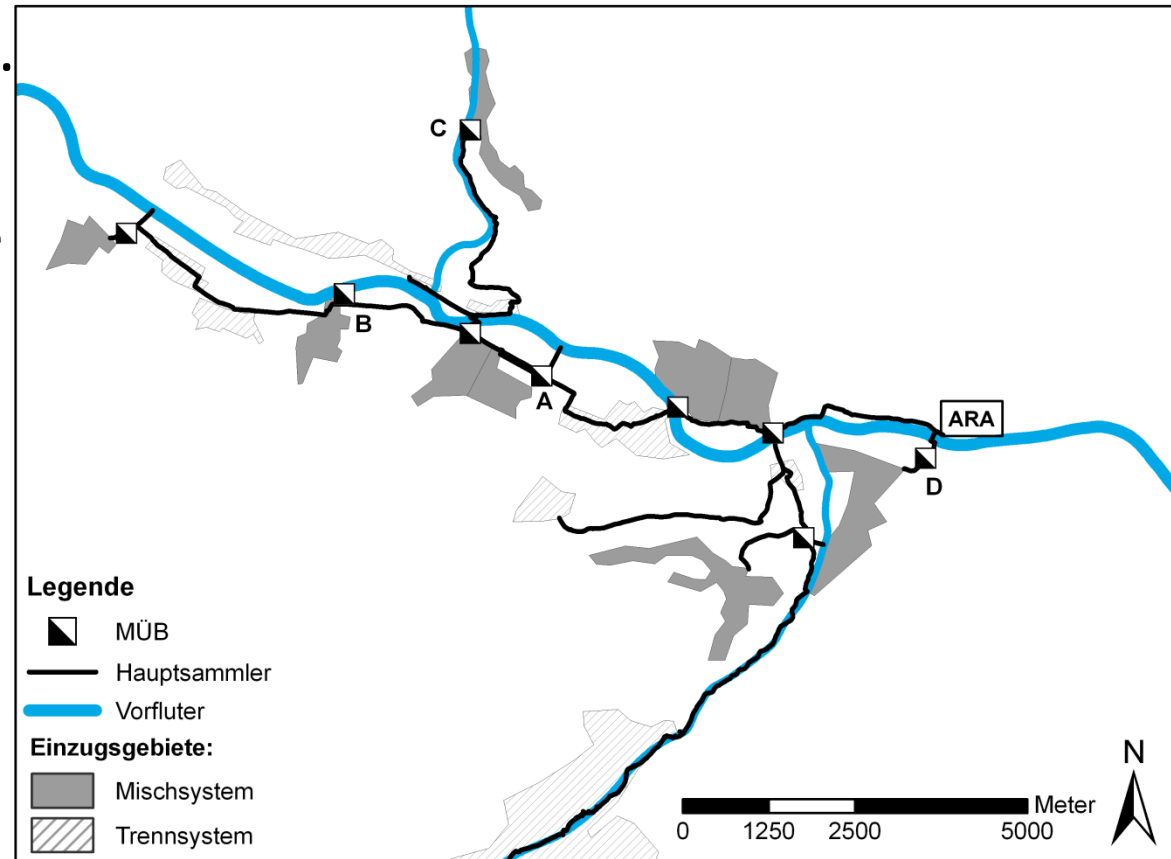 C
B
A
ARA
D
Legende
MÜB
Hauptsammler
Vorfluter
Einzugsgebiete:
Mischsystem
Trennsystem
N
Meter
0 1250 2500 5000